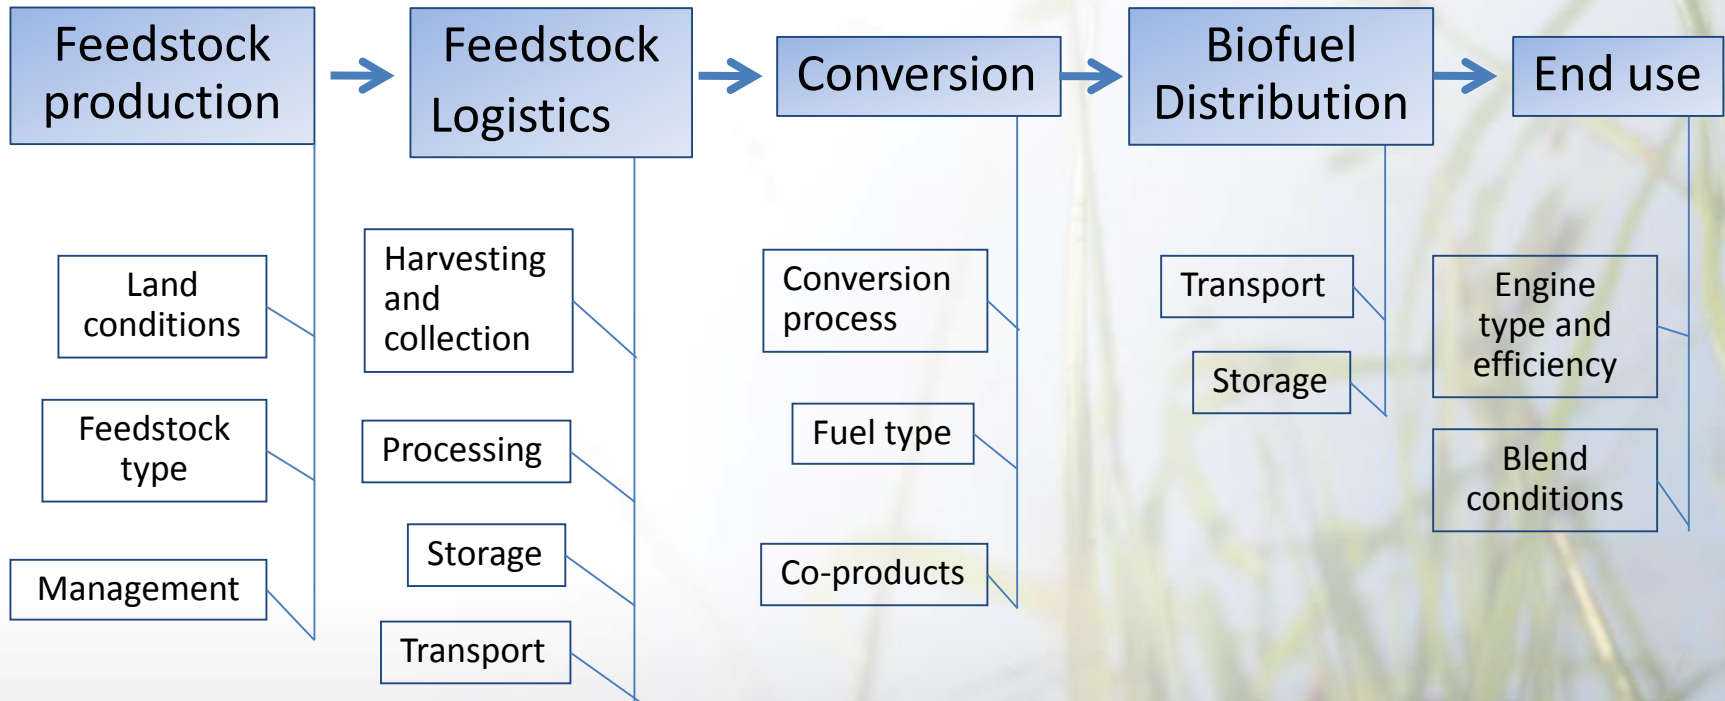 Feedstock
production
Feedstock
Logistics
Conversion
Biofuel
Distribution
End use
Land
conditions
Feedstock
type
Management
Harvesting
and
collection
Processing
Storage
Transport
Conversion
process
Fuel type
Co-products
Transport
Storage
Engine
type and
efficiency
Blend
conditions